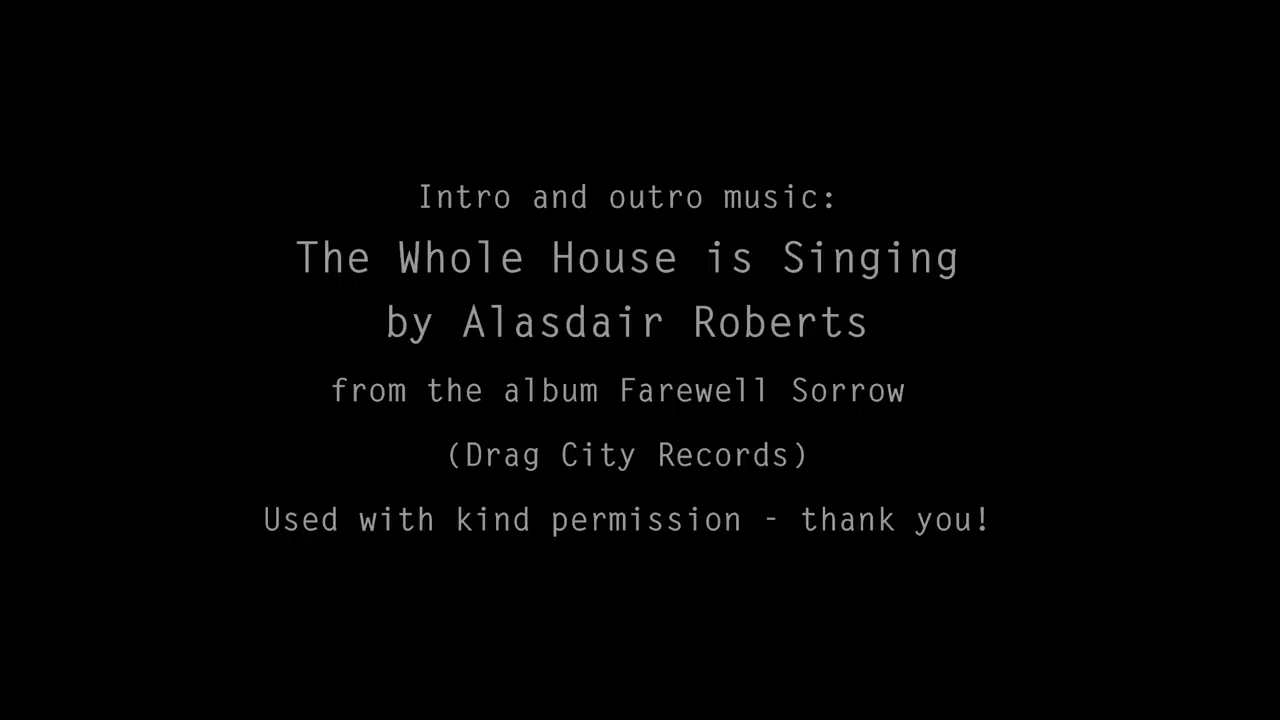 Intro and outro music:
The Whole House is Singing
by Alasdair Roberts
from the album Farewell Sorrow
(Drag City Records)
Used with kind permission - thank you!